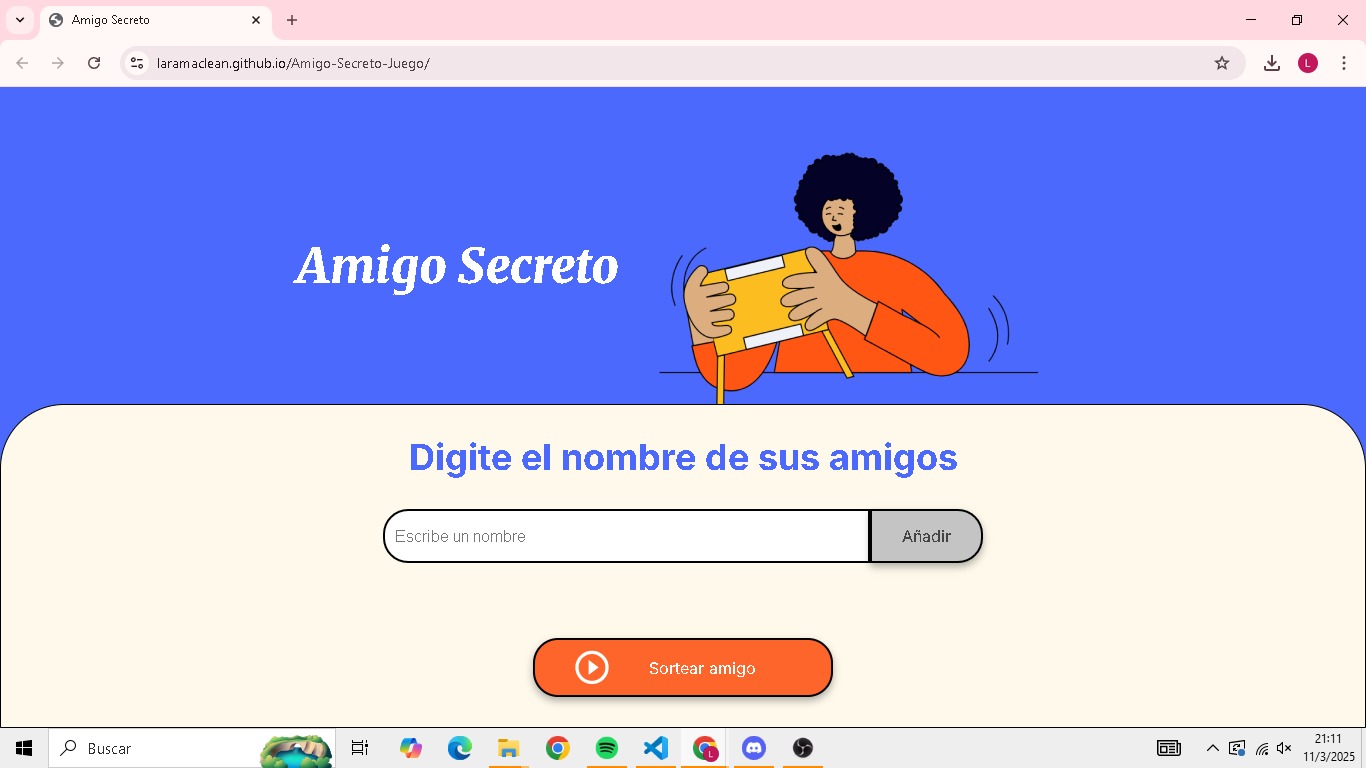 Amigo Secreto
laramaclean.github.io/Amigo-Secreto-Juego/
L
Amigo Secreto
Digite el nombre de sus amigos
Escribe un nombre
Añadir
Sortear amigo
Buscar
L
21:11
11/3/2025